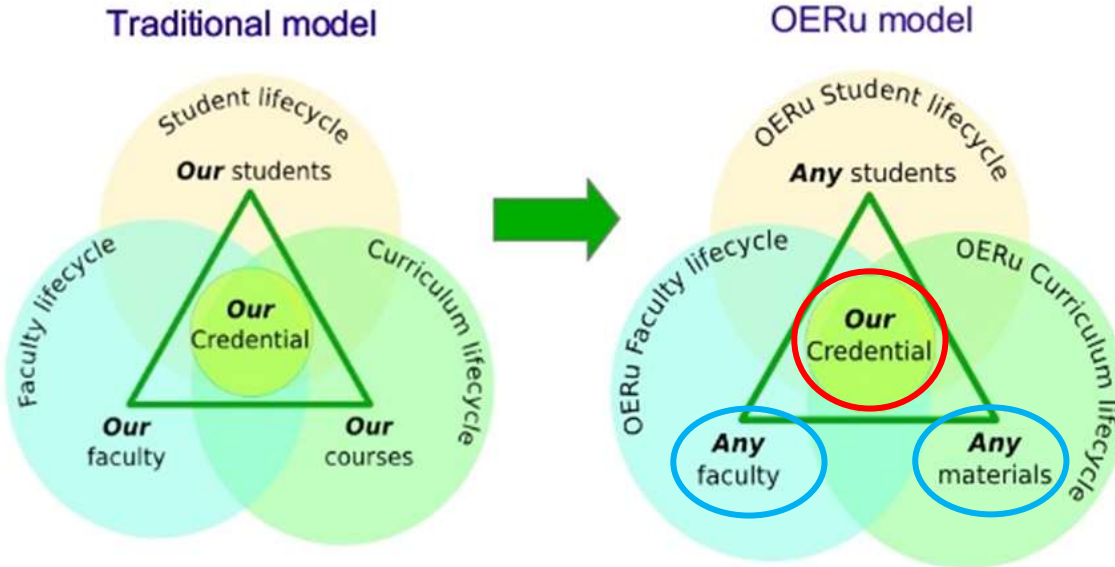 Traditional model
Student lifecycle
Our students
Faculty lifecycle
Curriculum lifecycle
Our
Credential
Our
faculty
Our
courses
OERu model
OERu Student lifecycle
Any students
OERu Faculty lifecycle
OERu Curriculum lifecycle
Our
Credential
Any
faculty
Any
materials